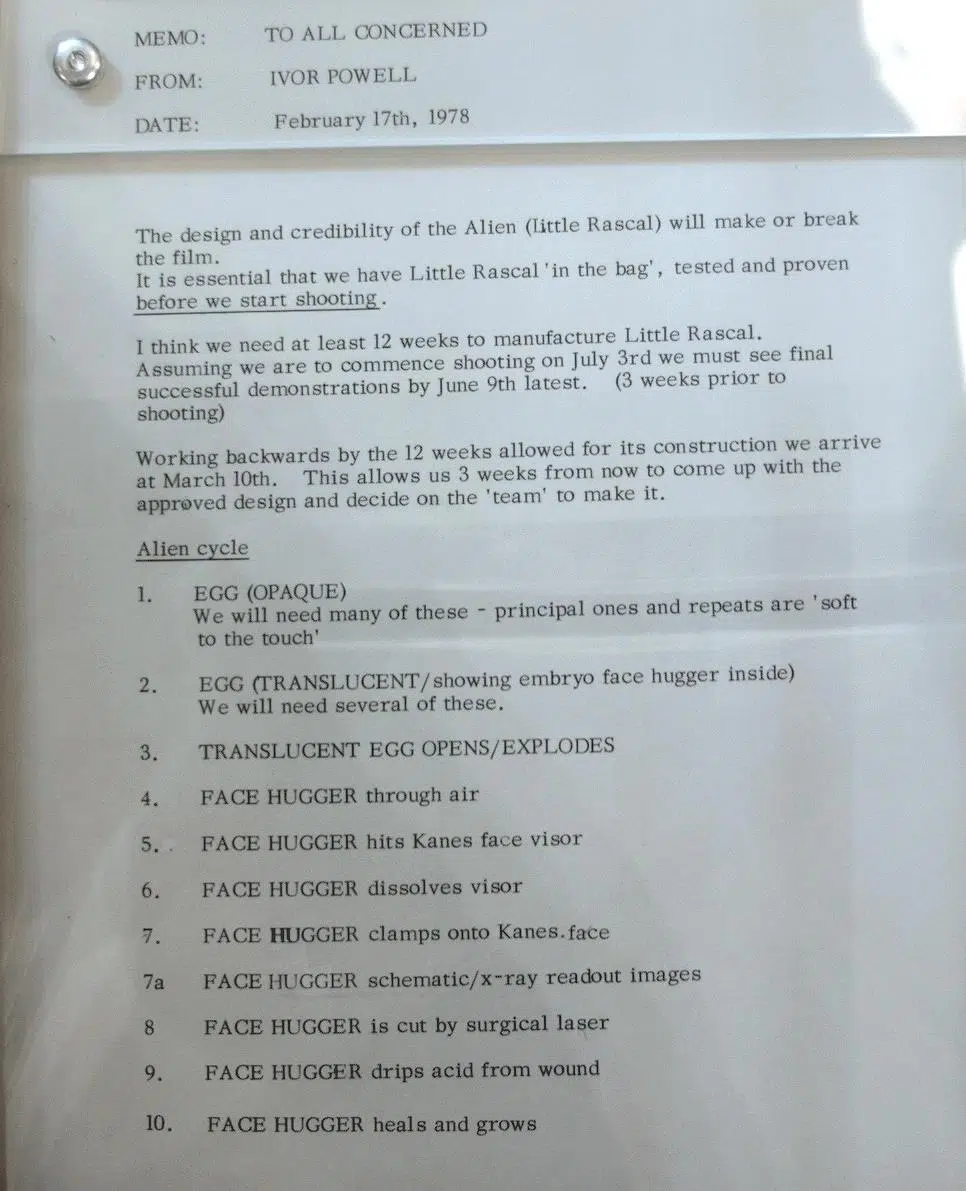 MEMO: TO ALL CONCERNED
FROM: IVOR POWELL
DATE: February 17th, 1978
The design and credibility of the Alien (Little Rascal) will make or break
the film.
It is essential that we have Little Rascal 'in the bag', tested and proven
before we start shooting.
I think we need at least 12 weeks to manufacture Little Rascal.
Assuming we are to commence shooting on July 3rd we must see final
successful demonstrations by June 9th latest. (3 weeks prior to
shooting)
Working backwards by the 12 weeks allowed for its construction we arrive
at March 10th. This allows us 3 weeks from now to come up with the
approved design and decide on the 'team' to make it.
Alien cycle
1. EGG (OPAQUE)
We will need many of these - principal ones and repeats are 'soft
to the touch'
2. EGG (TRANSLUCENT/showing embryo face hugger inside)
We will need several of these.
3. TRANSLUCENT EGG OPENS/EXPLODES
4. FACE HUGGER through air
5. . FACE HUGGER hits Kanes face visor
6. FACE HUGGER dissolves visor
7. FACE HUGGER clamps onto Kanes.face
7a FACE HUGGER schematic/x-ray readout images
8 FACE HUGGER is cut by surgical laser
9. FACE HUGGER drips acid from wound
10. FACE HUGGER heals and grows